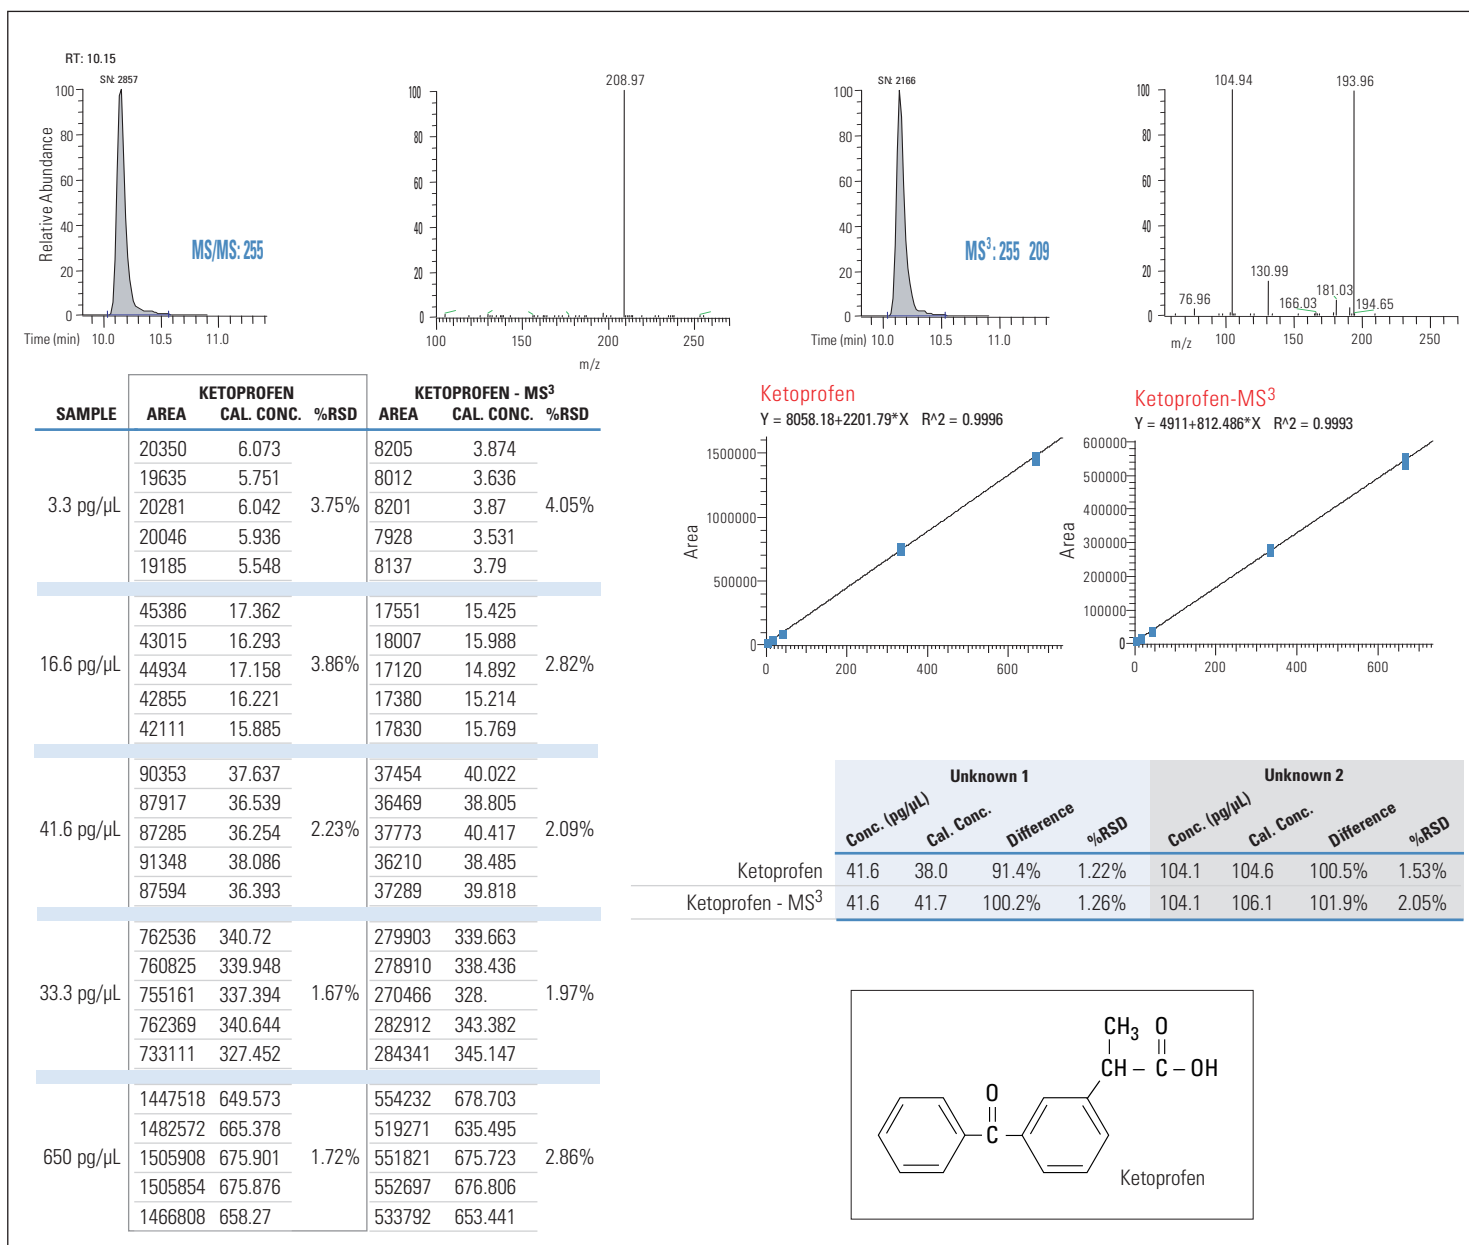 RT: 10.15
SN: 2857
100
80
60
40
20
0
Relative Abundance
MS/MS: 255
Time (min)
10.0 10.5 11.0
208.97
100
80
60
40
20
0
100 150 200 250
m/z
SN: 2166
100
80
60
40
20
0
MS³: 255 209
Time (min) 10.0 10.5 11.0
104.94 193.96
100
80
60
40
20
0
130.99
76.96 166.03 181.03 194.65
100 150 200 250
m/z
KETOPROFEN KETOPROFEN - MS³
SAMPLE AREA CAL. CONC. %RSD AREA CAL. CONC. %RSD
20350 6.073 8205 3.874
19635 5.751 8012 3.636
3.3 pg/µL 20281 6.042 3.75% 8201 3.87 4.05%
20046 5.936 7928 3.531
19185 5.548 8137 3.79
45386 17.362 17551 15.425
43015 16.293 18007 15.988
16.6 pg/µL 44934 17.158 3.86% 17120 14.892 2.82%
42855 16.221 17380 15.214
42111 15.885 17830 15.769
90353 37.637 37454 40.022
87917 36.539 36469 38.805
41.6 pg/µL 87285 36.254 2.23% 37773 40.417 2.09%
91348 38.086 36210 38.485
87594 36.393 37289 39.818
762536 340.72 279903 339.663
760825 339.948 278910 338.436
33.3 pg/µL 755161 337.394 1.67% 270466 328. 1.97%
762369 340.644 282912 343.382
733111 327.452 284341 345.147
1447518 649.573 554232 678.703
1482572 665.378 519271 635.495
650 pg/µL 1505908 675.901 1.72% 551821 675.723 2.86%
1505854 675.876 552697 676.806
1466808 658.27 533792 653.441
Ketoprofen
Y = 8058.18+2201.79*X R^2 = 0.9996
1500000
1000000
500000
0
Area
0 200 400 600
Ketoprofen-MS³
Y = 4911+812.486*X R^2 = 0.9993
600000
500000
400000
300000
200000
100000
0
Area
0 200 400 600
Unknown 1 Unknown 2
Conc. (pg/µL) Cal. Conc. Difference %RSD Conc. (pg/µL) Cal. Conc. Difference %RSD
Ketoprofen 41.6 38.0 91.4% 1.22% 104.1 104.6 100.5% 1.53%
Ketoprofen - MS³ 41.6 41.7 100.2% 1.26% 104.1 106.1 101.9% 2.05%
CH₃ O
CH – C – OH
O
C
Ketoprofen